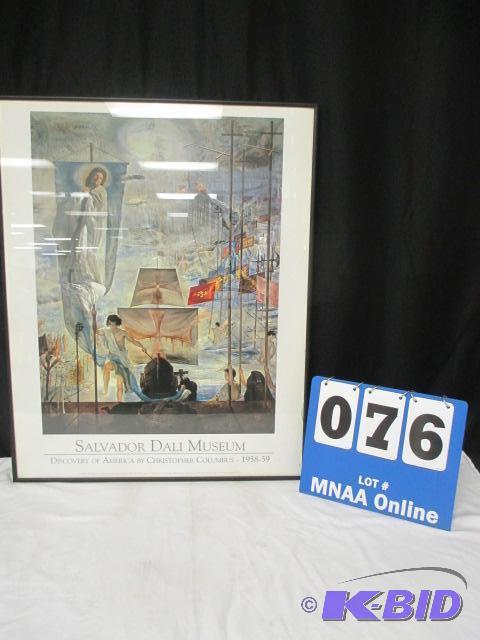 SALVADOR DALI MUSEUM
DISCOVERY OF AMERICA BY CHRISTOPHER COLUMBUS - 1958-59
076
LOT #
MNAA Online
© K-BID